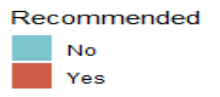 Recommended
No
Yes